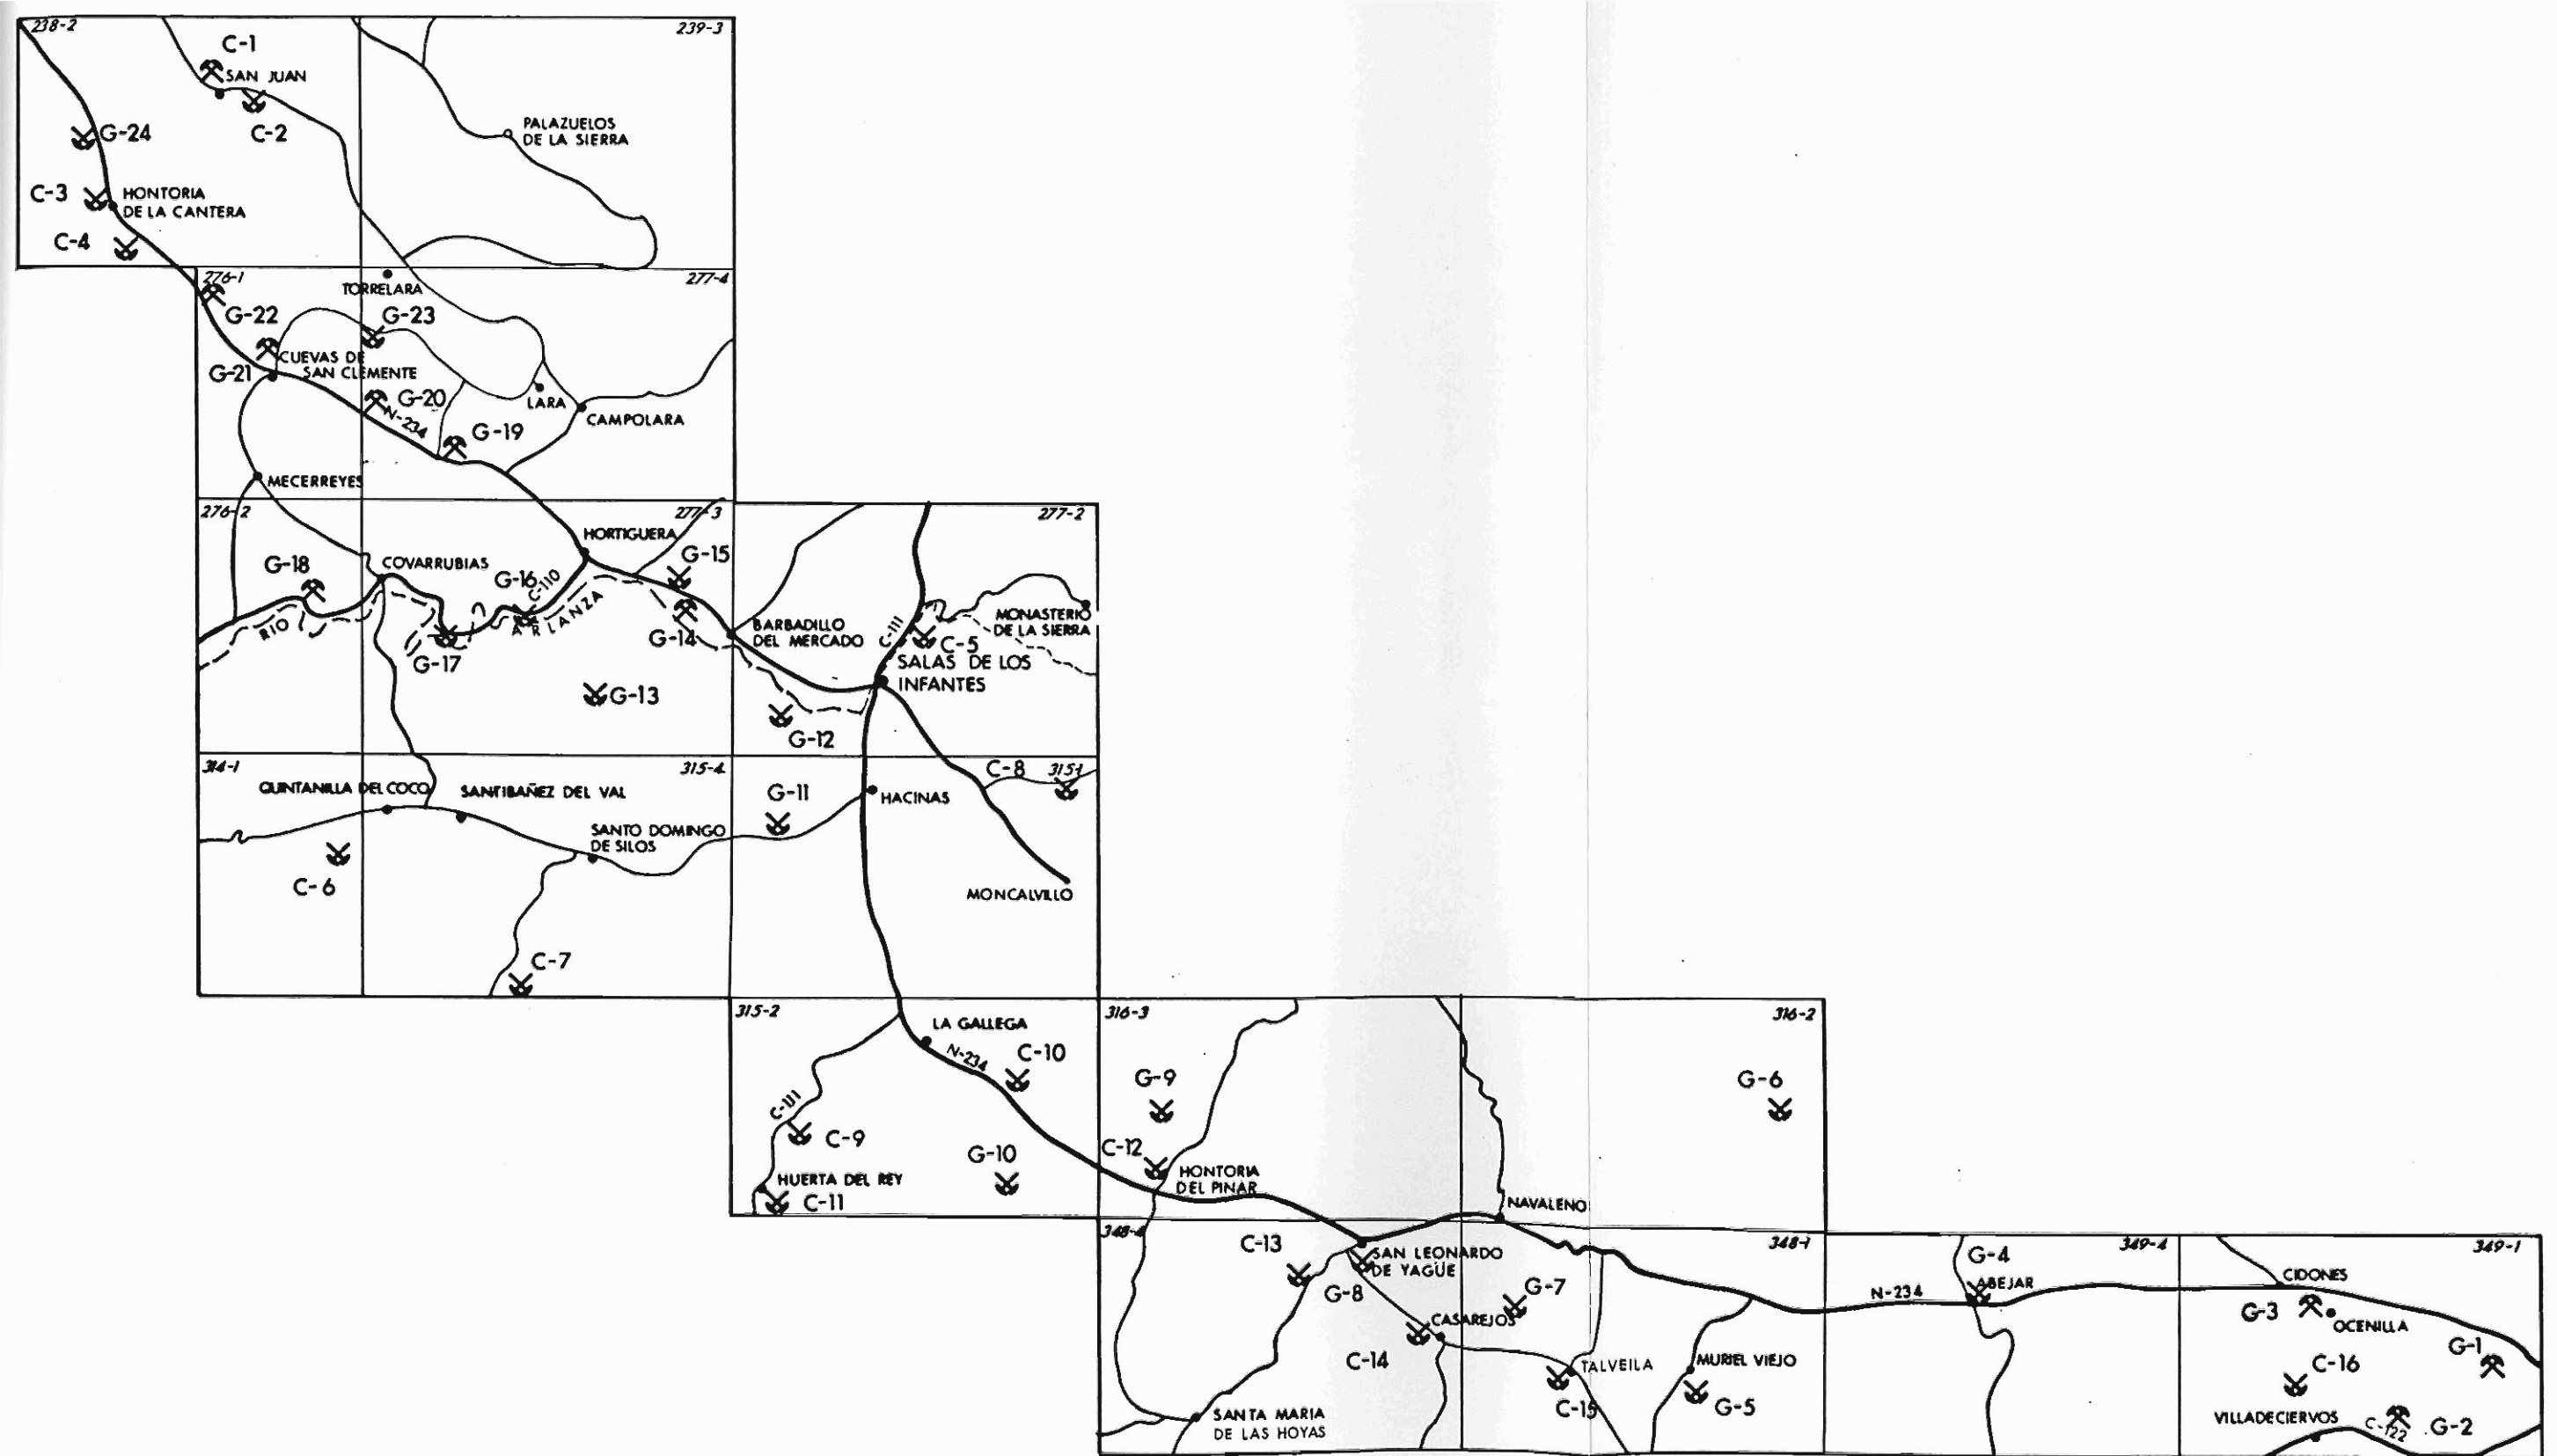 238-2
239-3
C-1
SAN JUAN
C-2
G-24
PALAZUELOS
DE LA SIERRA
C-3
HONTORIA
DE LA CANTERA
C-4
276-1
277-4
TORRELARA
G-22
G-23
CUEVAS DE
SAN CLEMENTE
G-21
G-20
N-234
LARA
CAMPOLARA
G-19
MECERREYES
276-2
277-3
277-2
HORTIGUERA
G-15
G-18
COVARRUBIAS
G-16
C-110
RIO
ARLANZA
G-17
G-14
BARBADILLO
DEL MERCADO
C-111
C-5
MONASTERIO
DE LA SIERRA
SALAS DE LOS
INFANTES
G-13
G-12
314-1
315-4
C-8
315-1
QUINTANILLA DEL COCO
SANTIBAÑEZ DEL VAL
G-11
HACINAS
SANTO DOMINGO
DE SILOS
C-6
MONCALVILLO
C-7
315-2
316-3
316-2
LA GALLEGA
N-234
C-10
G-9
G-6
C-111
C-9
G-10
C-12
HUERTA DEL REY
C-11
HONTORIA
DEL PINAR
NAVALENO
348-4
348-1
349-4
349-1
C-13
SAN LEONARDO
DE YAGÜE
G-8
G-7
G-4
ABEJAR
N-234
CIDONES
G-3
OCENILLA
CASAREJOS
C-14
TALVEILA
MURIEL VIEJO
G-1
C-16
C-15
G-5
SANTA MARIA
DE LAS HOYAS
VILLADECIERVOS
C-122
G-2